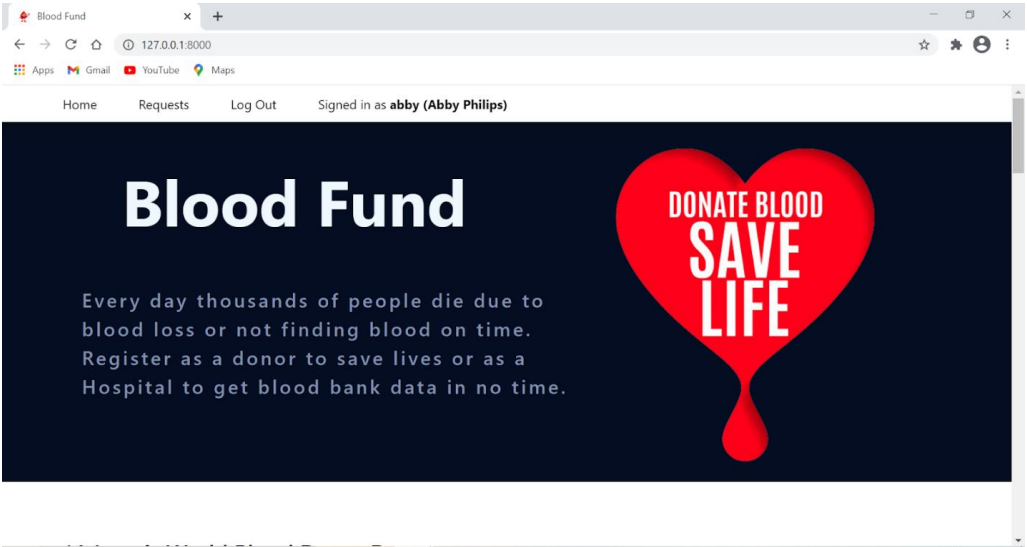 Blood Fund
127.0.0.1:8000
Apps Gmail YouTube Maps
Home Requests Log Out Signed in as abby (Abby Philips)
Blood Fund
Every day thousands of people die due to
blood loss or not finding blood on time.
Register as a donor to save lives or as a
Hospital to get blood bank data in no time.
DONATE BLOOD
SAVE
LIFE